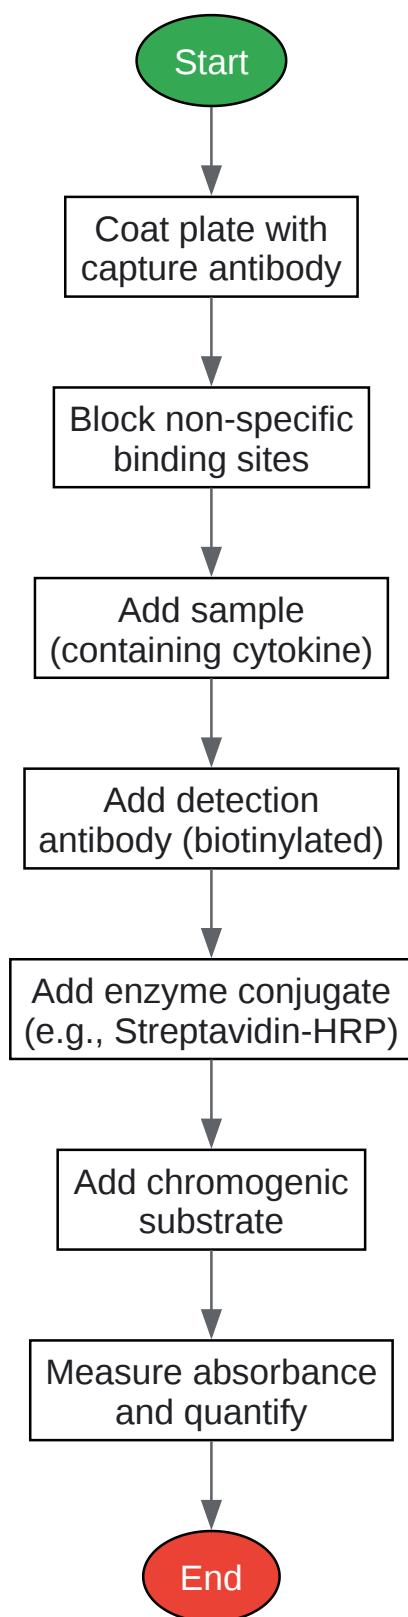 Start
Coat plate with
capture antibody
Block non-specific
binding sites
Add sample
(containing cytokine)
Add detection
antibody (biotinylated)
Add enzyme conjugate
(e.g., Streptavidin-HRP)
Add chromogenic
substrate
Measure absorbance
and quantify
End